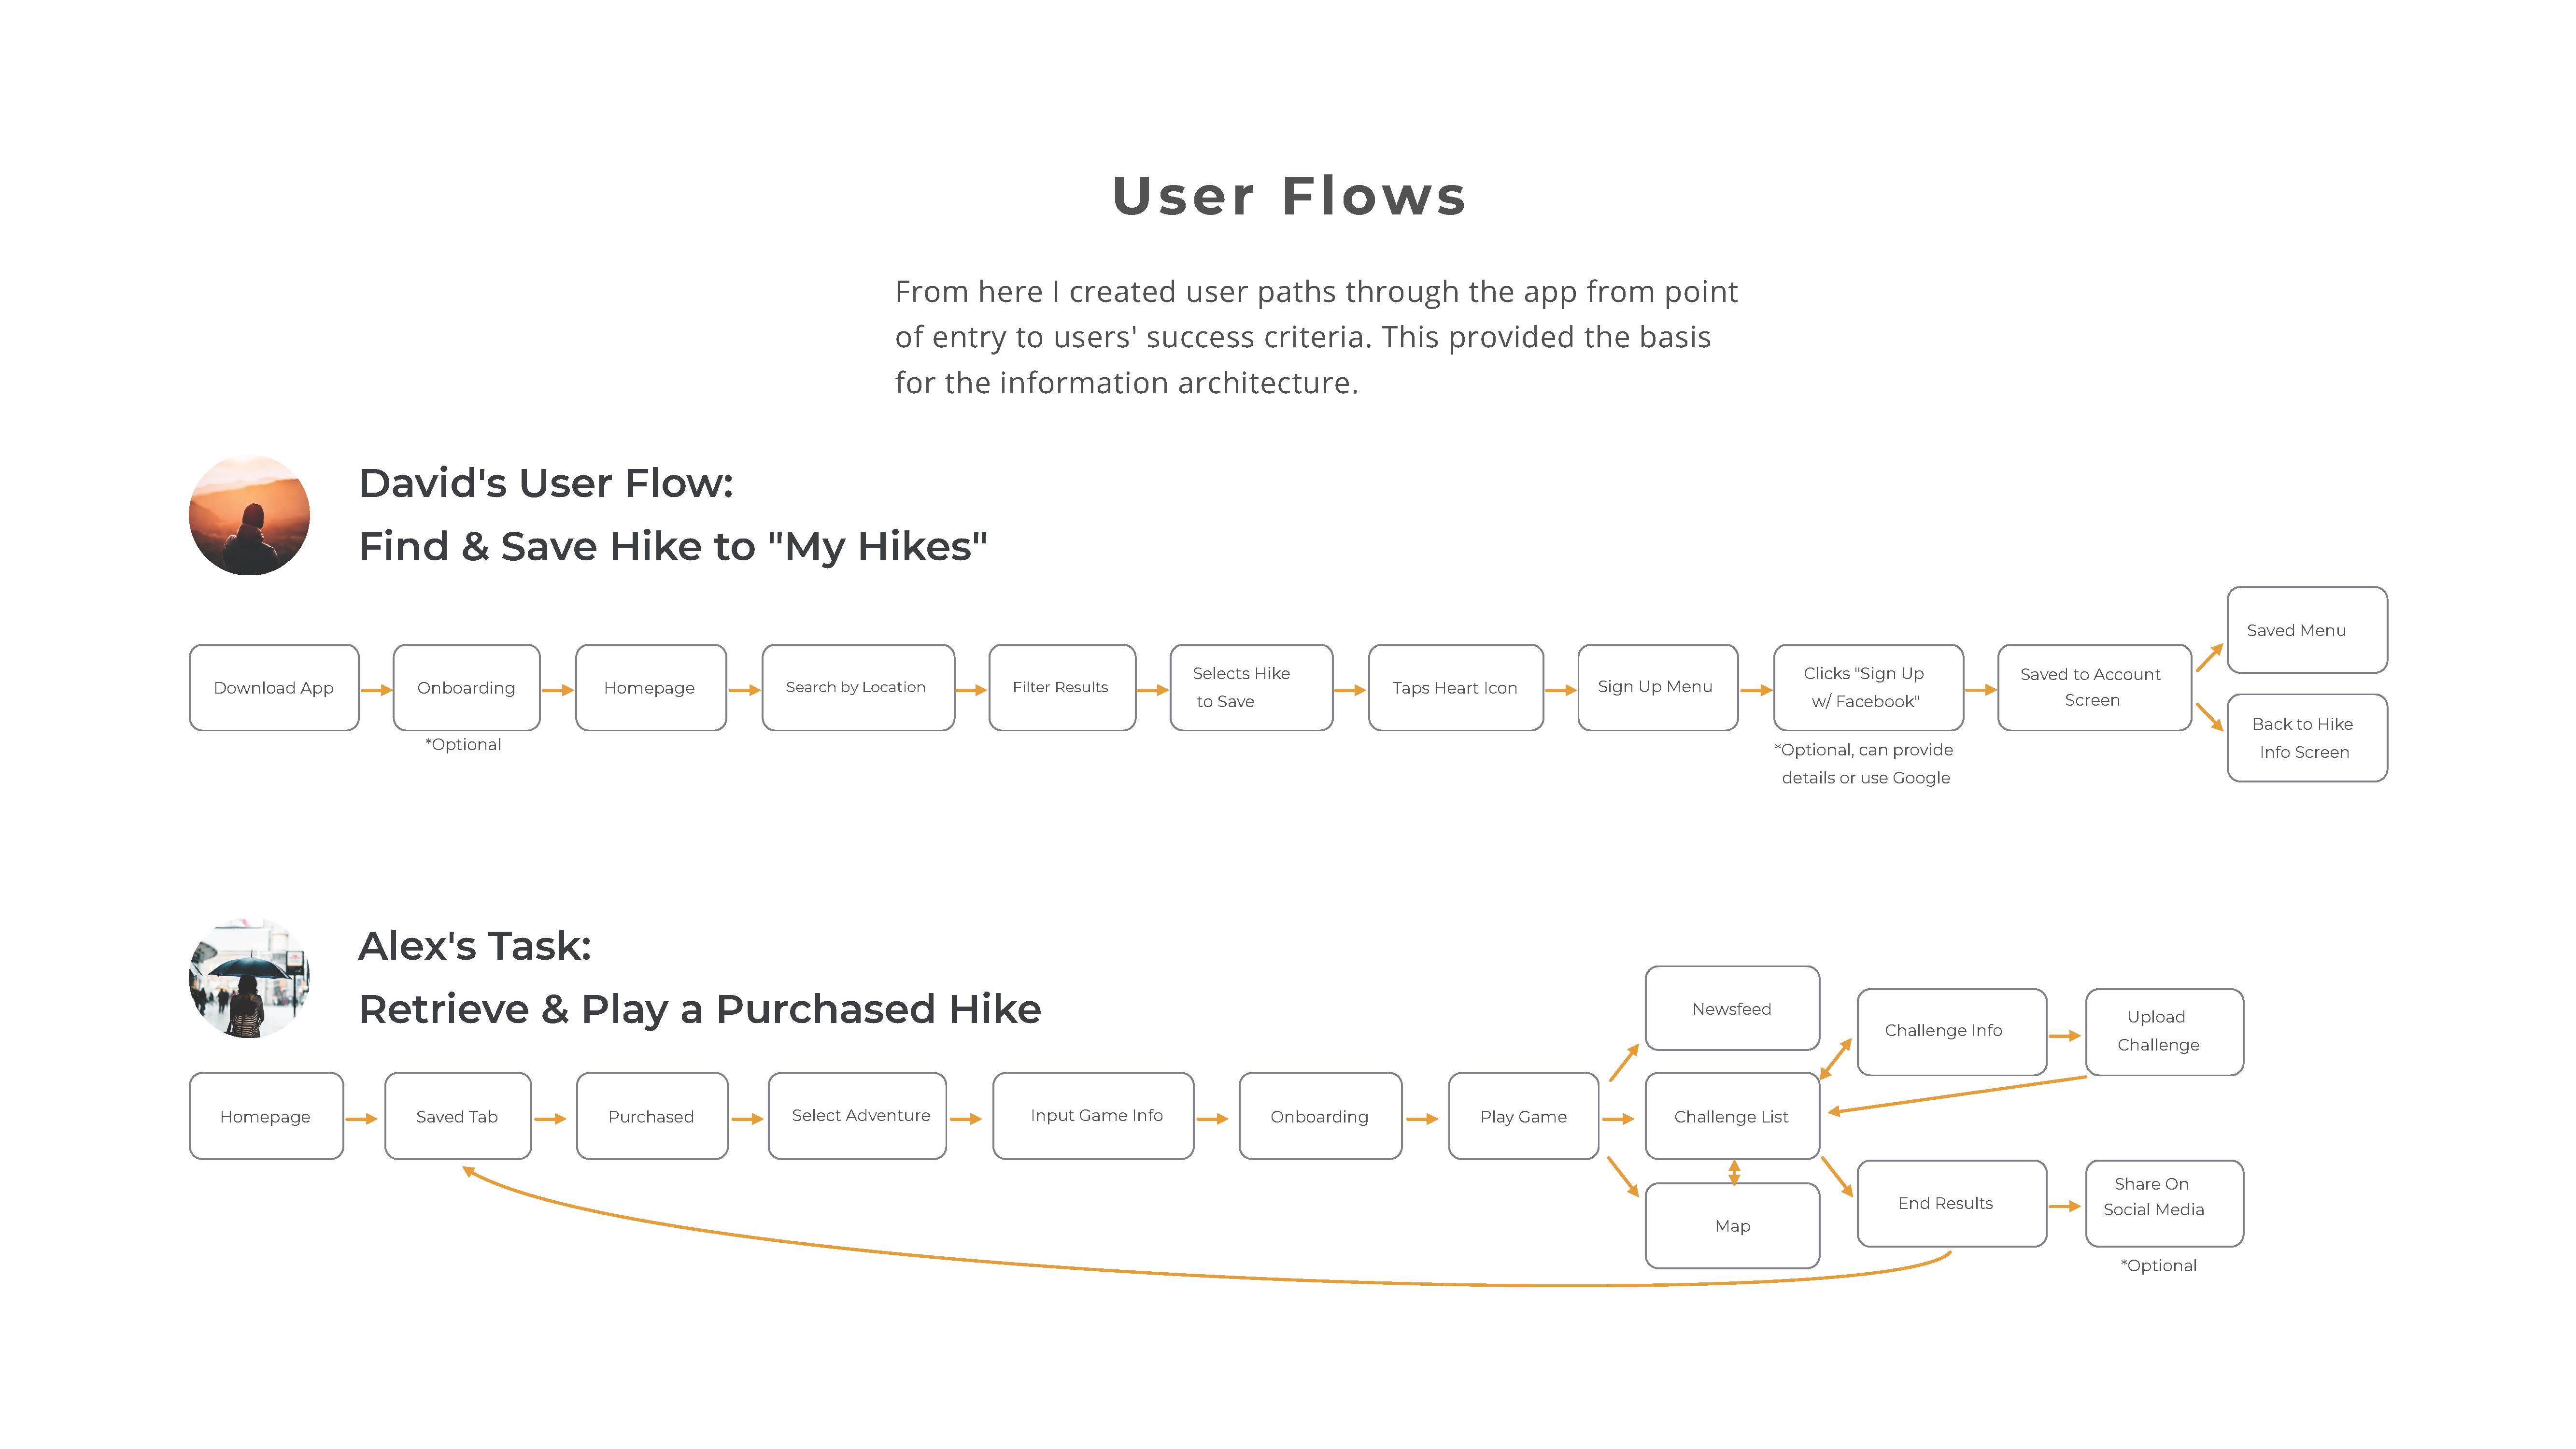 User Flows
From here I created user paths through the app from point
of entry to users' success criteria. This provided the basis
for the information architecture.
David's User Flow:
Find & Save Hike to "My Hikes"
Download App
Onboarding
*Optional
Homepage
Search by Location
Filter Results
Selects Hike
to Save
Taps Heart Icon
Sign Up Menu
Clicks "Sign Up
w/ Facebook"
*Optional, can provide
details or use Google
Saved to Account
Screen
Saved Menu
Back to Hike
Info Screen
Alex's Task:
Retrieve & Play a Purchased Hike
Homepage
Saved Tab
Purchased
Select Adventure
Input Game Info
Onboarding
Play Game
Newsfeed
Challenge List
Map
Challenge Info
Upload
Challenge
End Results
Share On
Social Media
*Optional